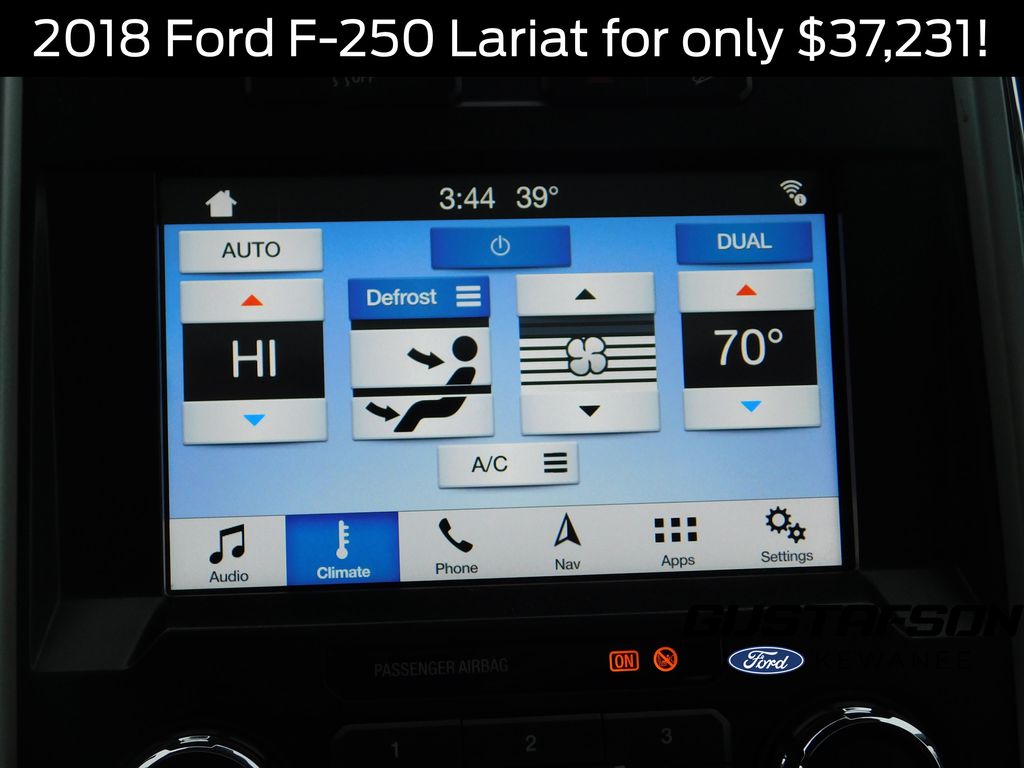 2018 Ford F-250 Lariat for only $37,231!
OFF
3:44 39°
AUTO
DUAL
Defrost
HI
70°
A/C
Audio
Climate
Phone
Nav
Apps
Settings
GUSTAFSON
PASSENGER AIRBAG
ON
Ford
KEWANEE
1
2
3